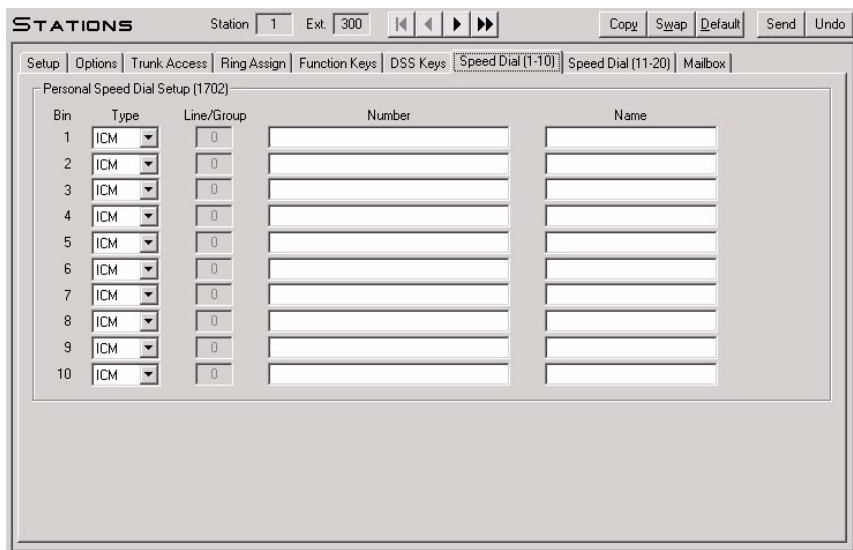 STATIONS Station 1 Ext. 300 Copy Swap Default Send Undo
Setup Options Trunk Access Ring Assign Function Keys DSS Keys Speed Dial (1-10) Speed Dial (11-20) Mailbox
Personal Speed Dial Setup (1702)
Bin Type Line/Group Number Name
1 ICM 0
2 ICM 0
3 ICM 0
4 ICM 0
5 ICM 0
6 ICM 0
7 ICM 0
8 ICM 0
9 ICM 0
10 ICM 0